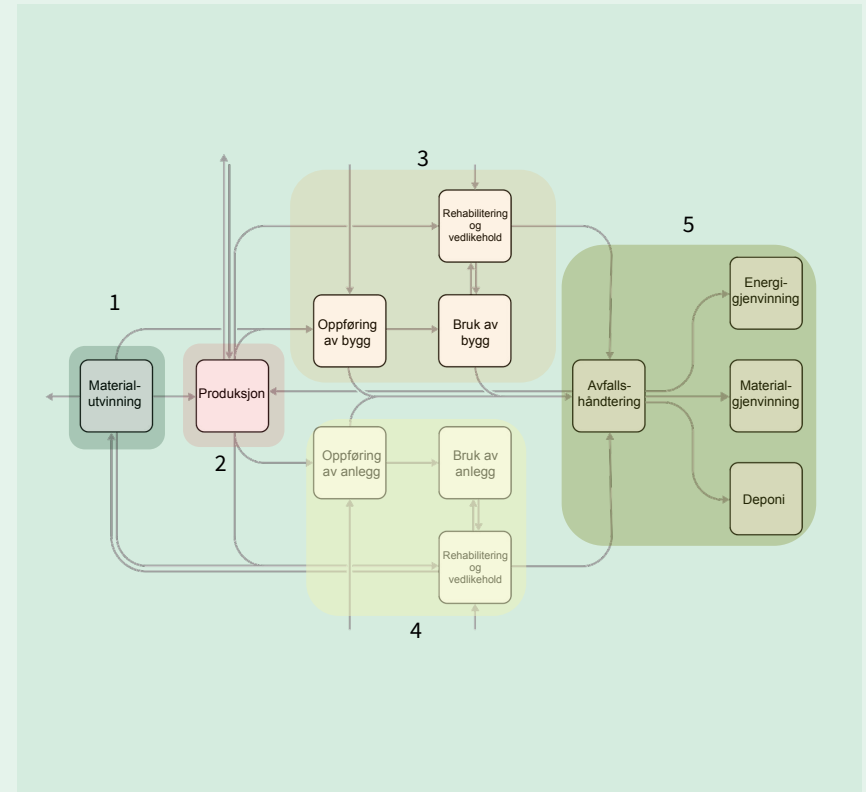 3
Rehabilitering
og
vedlikehold
5
Energi-
gjenvinning
1
Oppføring
av bygg
Bruk av
bygg
Material-
utvinning
Produksjon
Avfalls-
håndtering
Material-
gjenvinning
2
Oppføring
av anlegg
Bruk av
anlegg
Deponi
Rehabilitering
og
vedlikehold
4